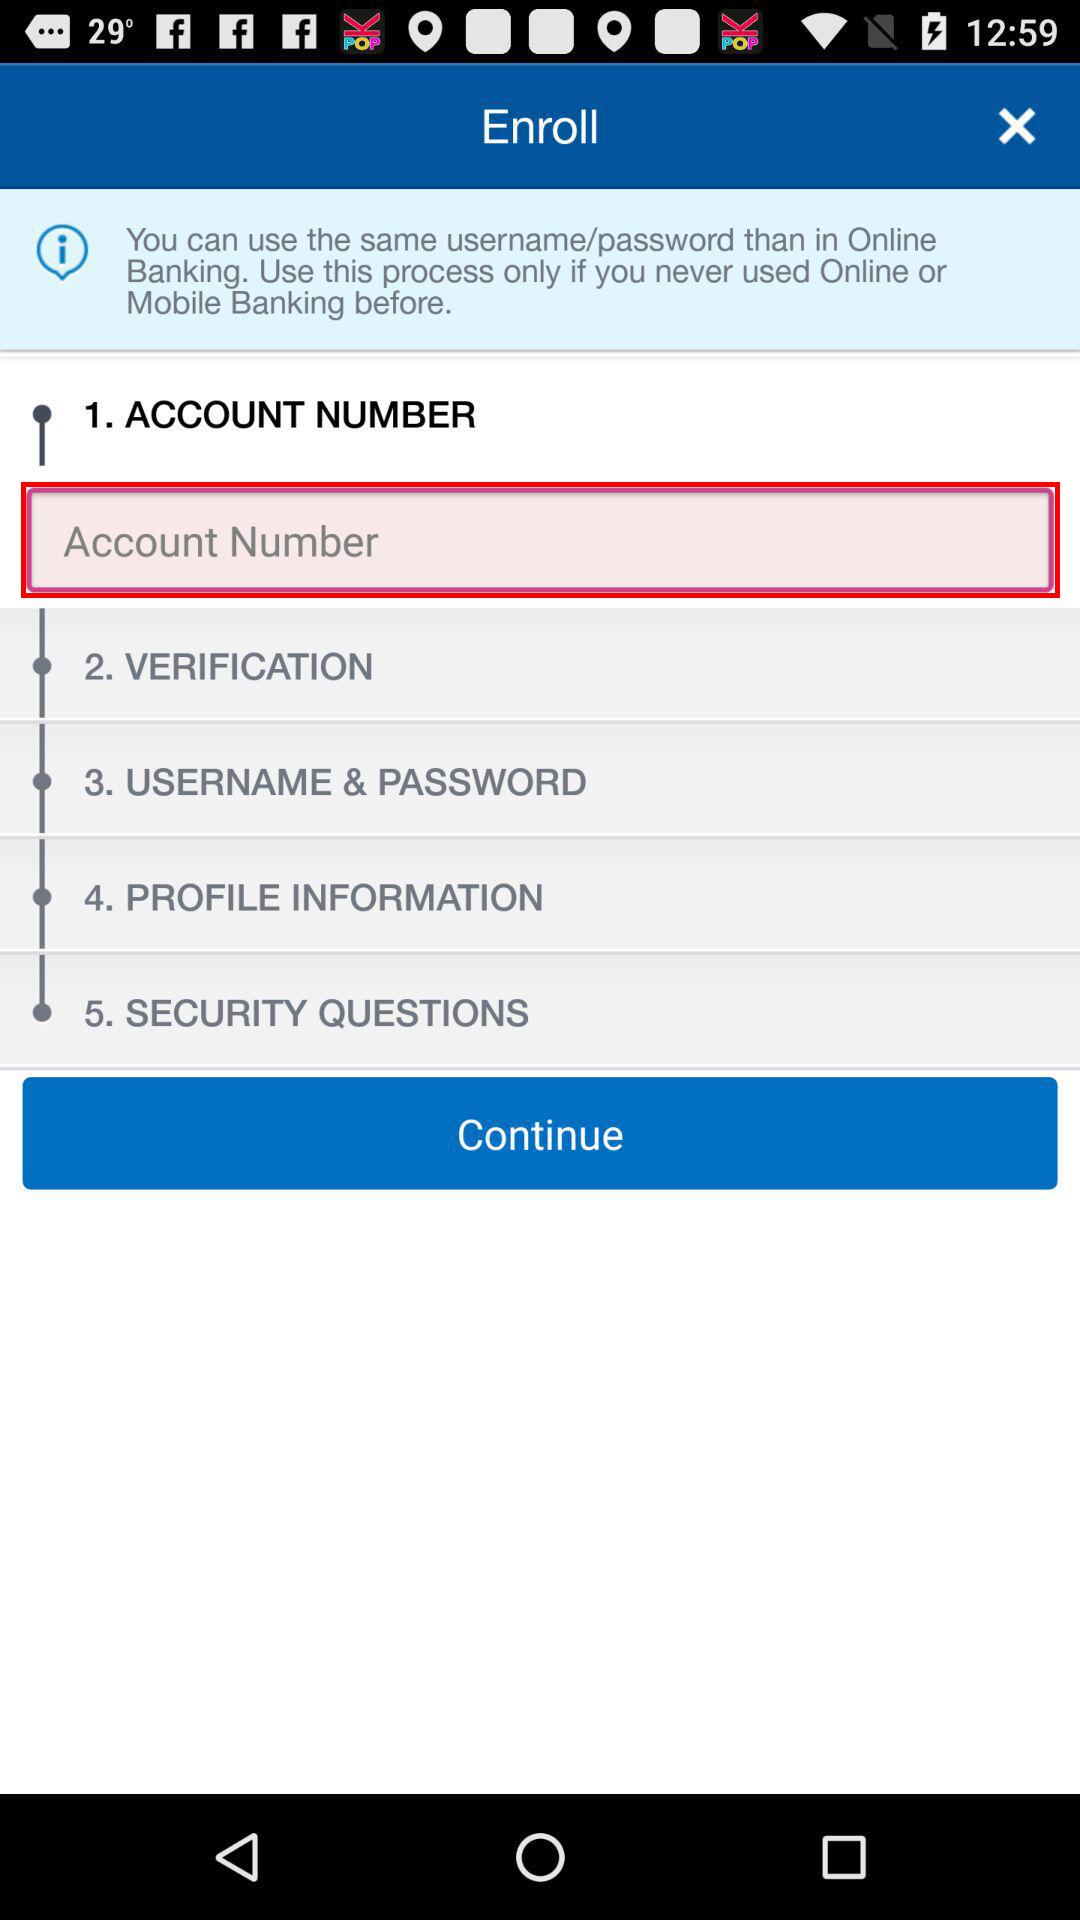 29° POP POP 12:59
Enroll
You can use the same username/password than in Online
Banking. Use this process only if you never used Online or
Mobile Banking before.
1. ACCOUNT NUMBER
Account Number
2. VERIFICATION
3. USERNAME & PASSWORD
4. PROFILE INFORMATION
5. SECURITY QUESTIONS
Continue